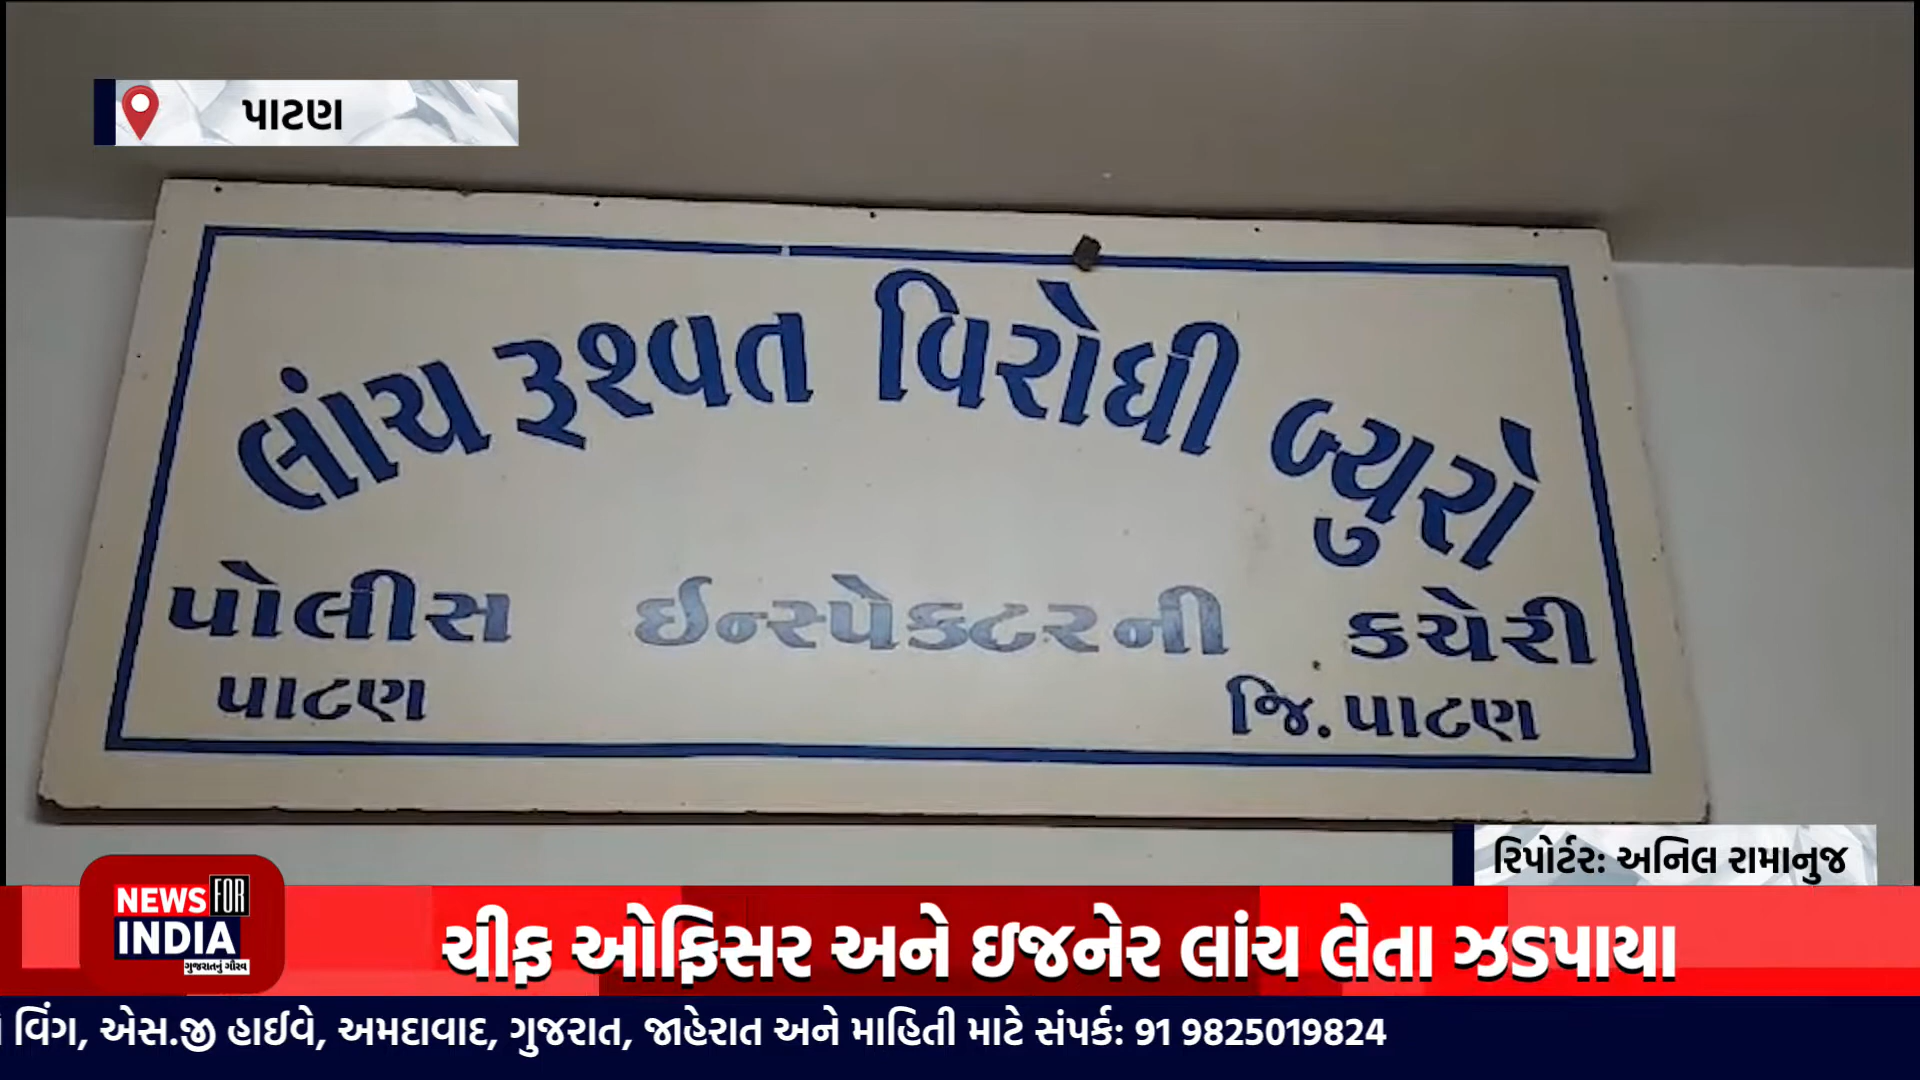 પાટણ
લાંચ રૂશ્વત વિરોધી બ્યુરો
પોલીસ ઈન્સ્પેક્ટરની કચેરી
પાટણ જિ.પાટણ
રિપોર્ટર: અનિલ રામાનુજ
NEWS FOR
INDIA
ગુજરાતનું ગૌરવ
ચીફ ઓફિસર અને ઇજનેર લાંચ લેતા ઝડપાયા
વિંગ, એસ.જી હાઈવે, અમદાવાદ, ગુજરાત, જાહેરાત અને માહિતી માટે સંપર્ક: 91 9825019824